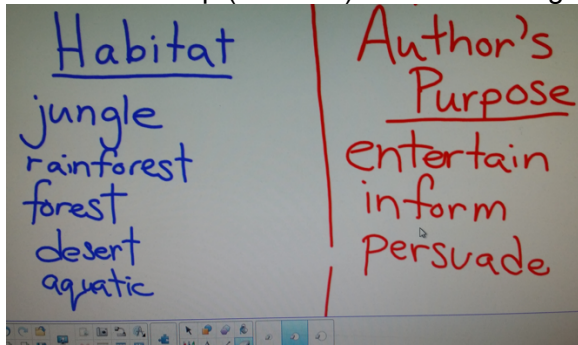 Habitat
jungle
rainforest
forest
desert
aquatic
Author's
Purpose
entertain
inform
persuade